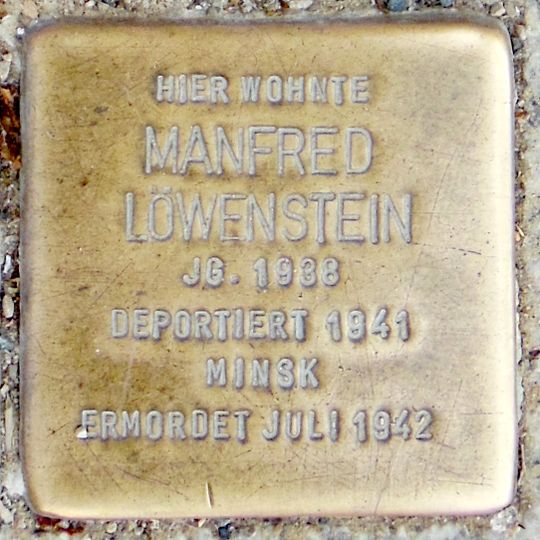 HIER WOHNTE
MANFRED
LÖWENSTEIN
JG. 1938
DEPORTIERT 1941
MINSK
ERMORDET JULI 1942